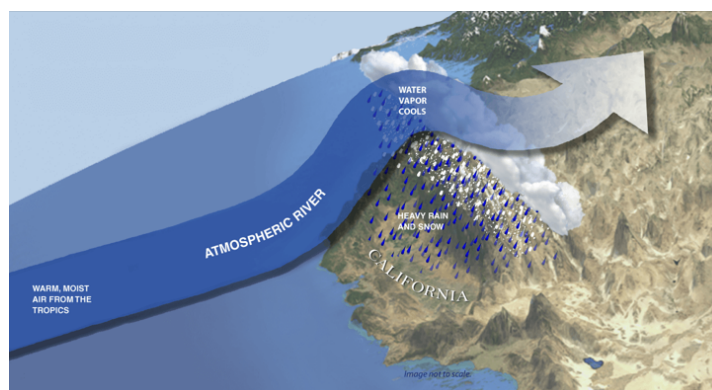 WATER
VAPOR
COOLS
ATMOSPHERIC RIVER
HEAVY RAIN
AND SNOW
WARM, MOIST
AIR FROM THE
TROPICS
CALIFORNIA
Image not to scale.